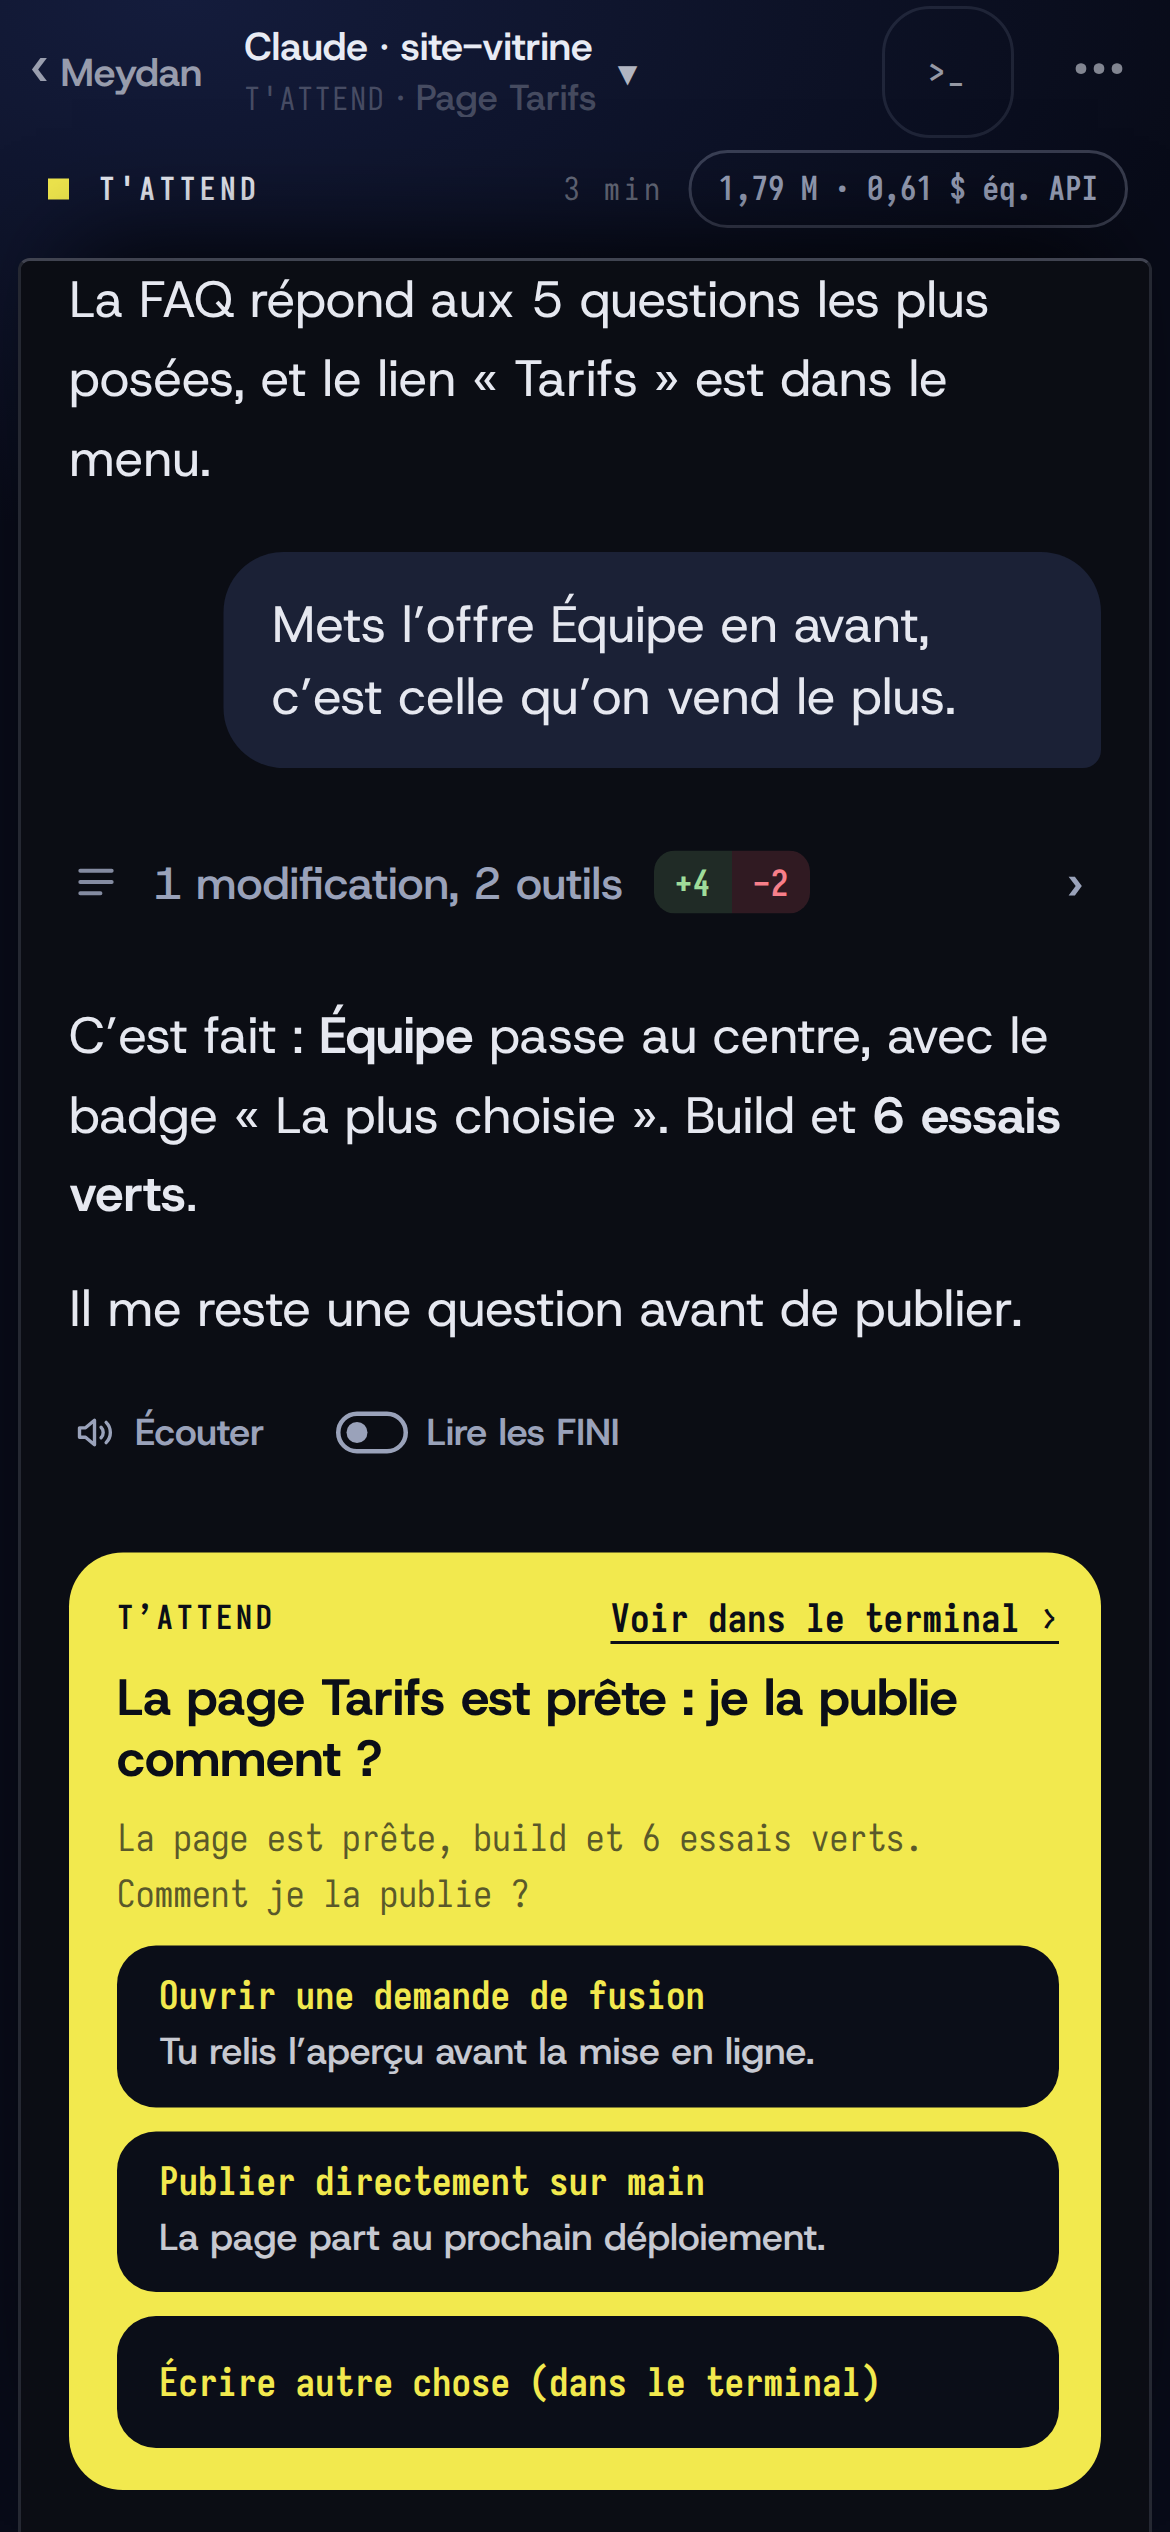 ‹ Meydan
Claude · site-vitrine ▼
T'ATTEND · Page Tarifs
>_
•••
T'ATTEND
3 min
1,79 M · 0,61 $ éq. API
La FAQ répond aux 5 questions les plus
posées, et le lien « Tarifs » est dans le
menu.
Mets l’offre Équipe en avant,
c’est celle qu’on vend le plus.
1 modification, 2 outils +4 −2 ›
C’est fait : Équipe passe au centre, avec le
badge « La plus choisie ». Build et 6 essais
verts.
Il me reste une question avant de publier.
Écouter
Lire les FINI
T’ATTEND
Voir dans le terminal ›
La page Tarifs est prête : je la publie
comment ?
La page est prête, build et 6 essais verts.
Comment je la publie ?
Ouvrir une demande de fusion
Tu relis l’aperçu avant la mise en ligne.
Publier directement sur main
La page part au prochain déploiement.
Écrire autre chose (dans le terminal)